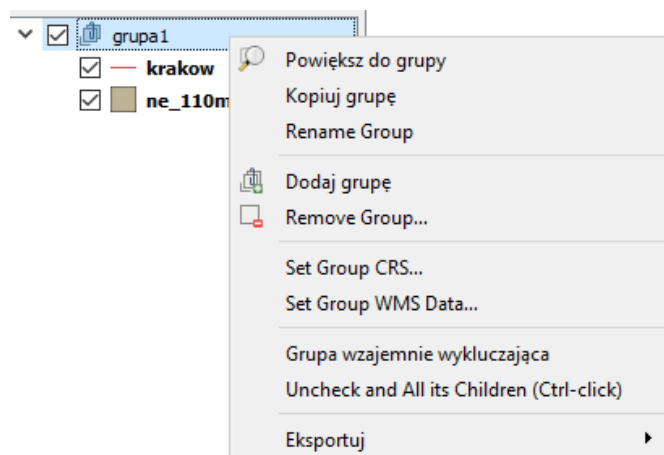 grupa1
krakow
ne_110m
Powiększ do grupy
Kopiuj grupę
Rename Group
Dodaj grupę
Remove Group...
Set Group CRS...
Set Group WMS Data...
Grupa wzajemnie wykluczająca
Uncheck and All its Children (Ctrl-click)
Eksportuj